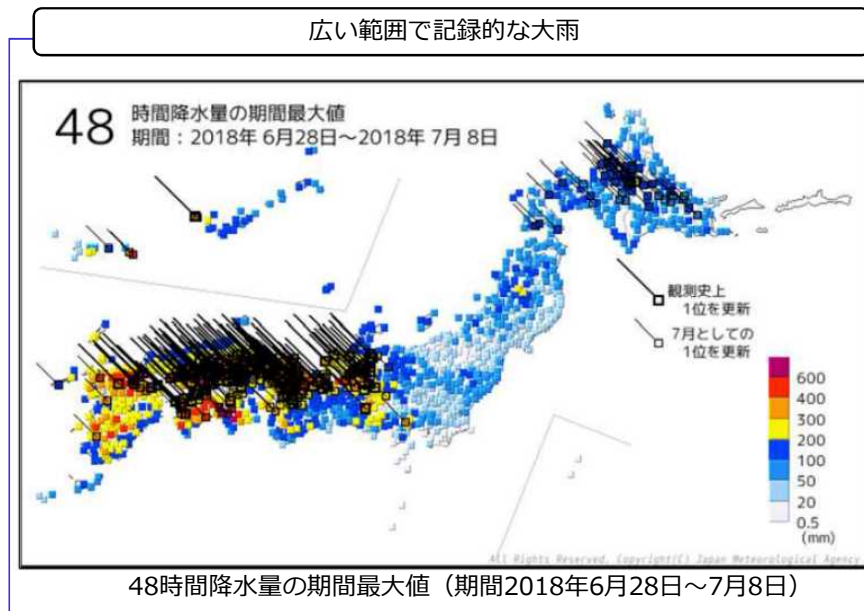 広い範囲で記録的な大雨
48 時間降水量の期間最大値
期間：2018年 6月28日～2018年 7月 8日
観測史上
1位を更新
7月としての
1位を更新
600
400
300
200
100
50
20
0.5
(mm)
All Rights Reserved, Copyright(C) Japan Meteorological Agency
48時間降水量の期間最大値（期間2018年6月28日～7月8日）